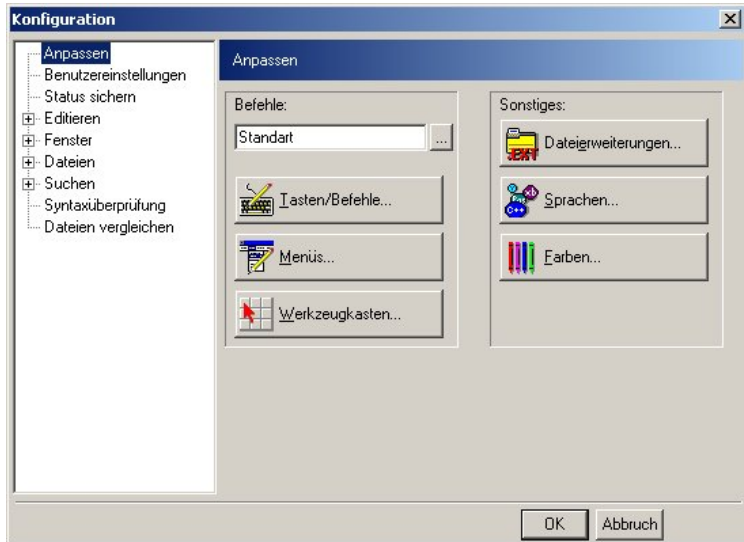 Konfiguration
Anpassen
Benutzereinstellungen
Status sichern
Editieren
Fenster
Dateien
Suchen
Syntaxüberprüfung
Dateien vergleichen
Anpassen
Befehle:
Standart
...
Tasten/Befehle...
Menüs...
Werkzeugkasten...
Sonstiges:
.EXT
Dateierweiterungen...
Vb
C++
Sprachen...
Farben...
OK
Abbruch